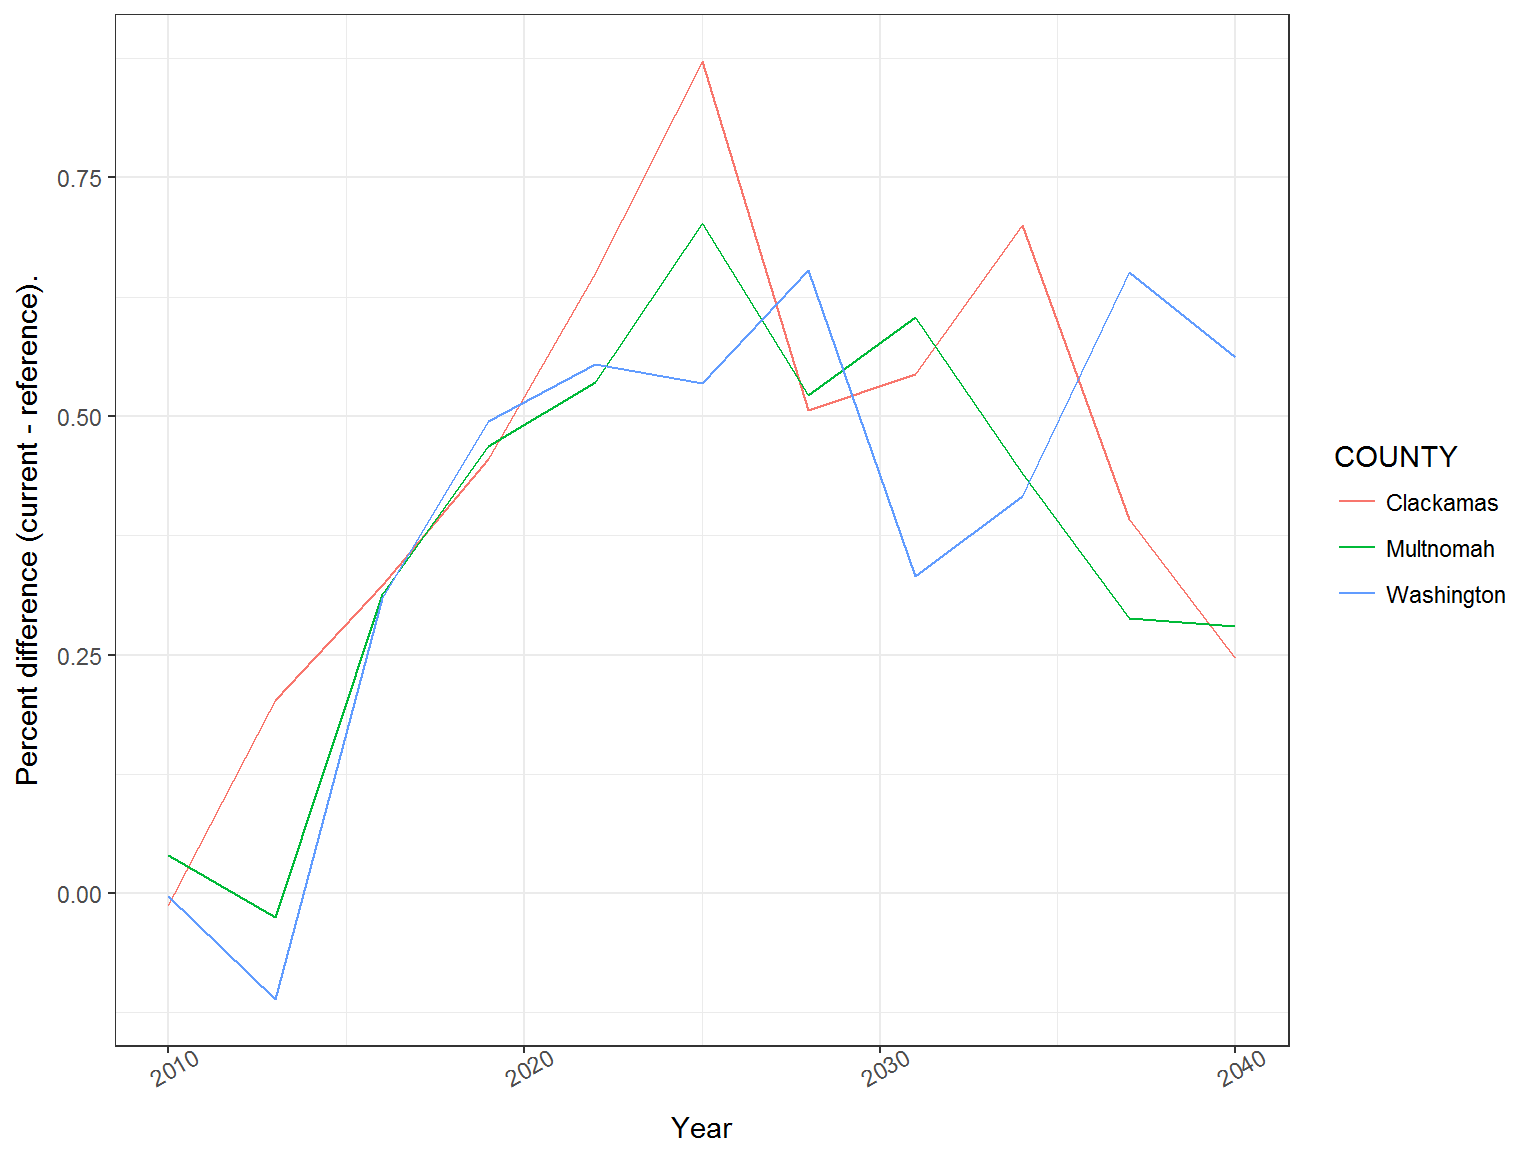 Percent difference (current - reference).
0.75
0.50
0.25
0.00
2010
2020
2030
2040
Year
COUNTY
Clackamas
Multnomah
Washington